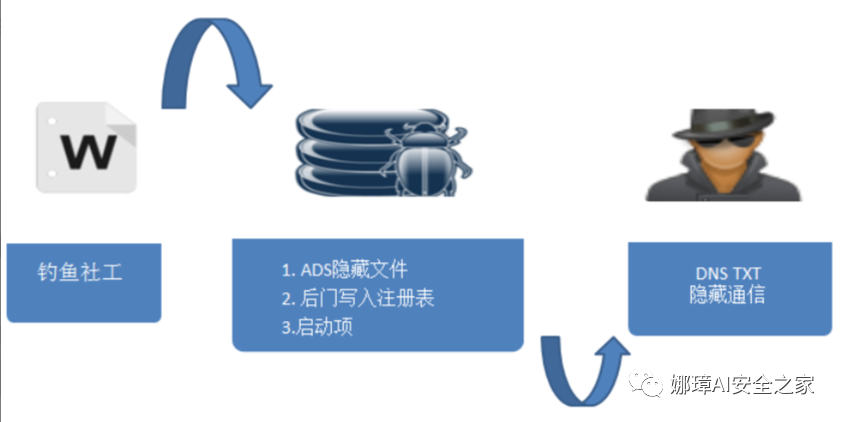 W
钓鱼社工
1. ADS隐藏文件
2. 后门写入注册表
3.启动项
DNS TXT
隐藏通信
娜璋AI安全之家